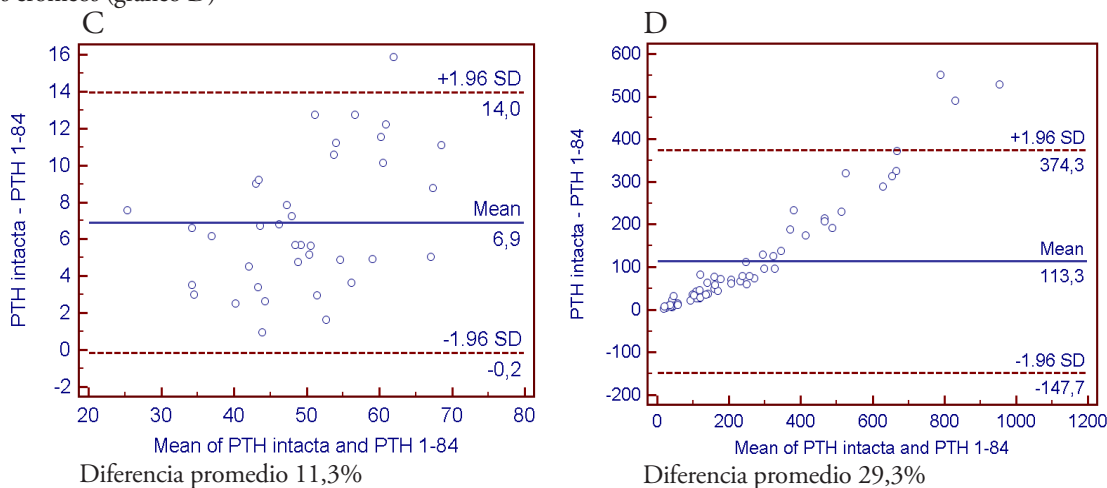 os crónicos (gráfico D)
C
PTH intacta - PTH 1-84
16
14
12
10
8
6
4
2
0
-2
+1.96 SD
14,0
Mean
6,9
-1.96 SD
-0,2
20 30 40 50 60 70 80
Mean of PTH intacta and PTH 1-84
Diferencia promedio 11,3%
D
PTH intacta - PTH 1-84
600
500
400
300
200
100
0
-100
-200
+1.96 SD
374,3
Mean
113,3
-1.96 SD
-147,7
0 200 400 600 800 1000 1200
Mean of PTH intacta and PTH 1-84
Diferencia promedio 29,3%